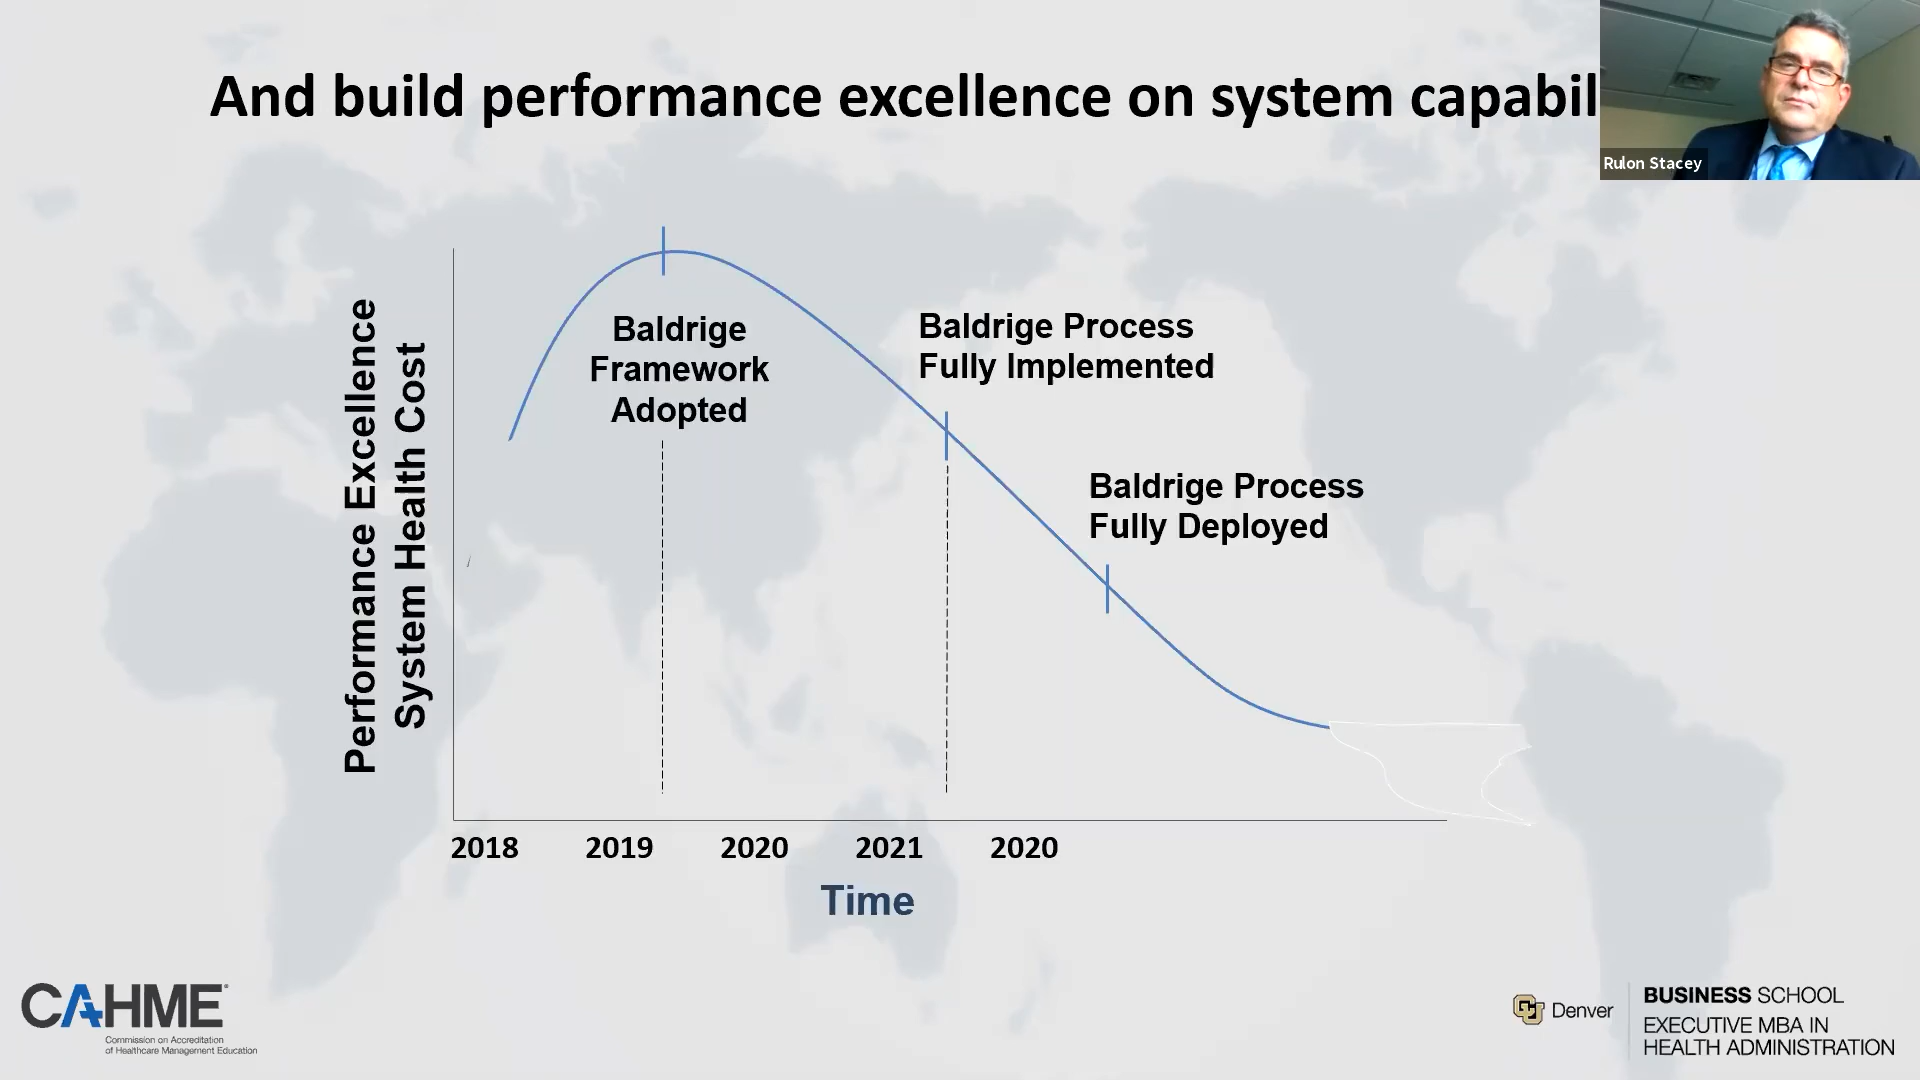 And build performance excellence on system capabil
Rulon Stacey
Performance Excellence
System Health Cost
Baldrige
Framework
Adopted
Baldrige Process
Fully Implemented
Baldrige Process
Fully Deployed
2018 2019 2020 2021 2020
Time
CAHME
Commission on Accreditation
of Healthcare Management Education
CU Denver
BUSINESS SCHOOL
EXECUTIVE MBA IN
HEALTH ADMINISTRATION